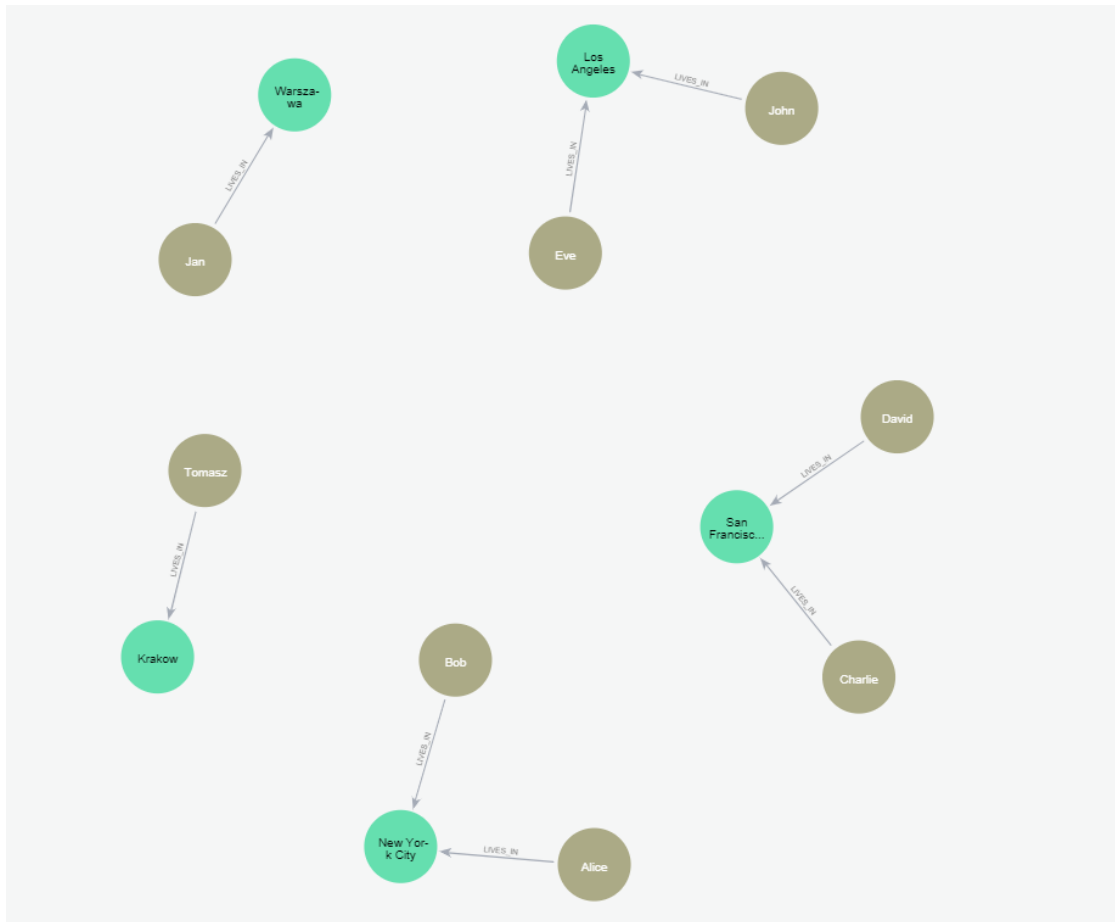 Los
Angeles
LIVES_IN
John
Warsza-
wa
LIVES_IN
LIVES_IN
Eve
Jan
David
LIVES_IN
Tomasz
San
Francisc...
LIVES_IN
LIVES_IN
Krakow
Bob
Charlie
LIVES_IN
New Yor-
k City
LIVES_IN
Alice